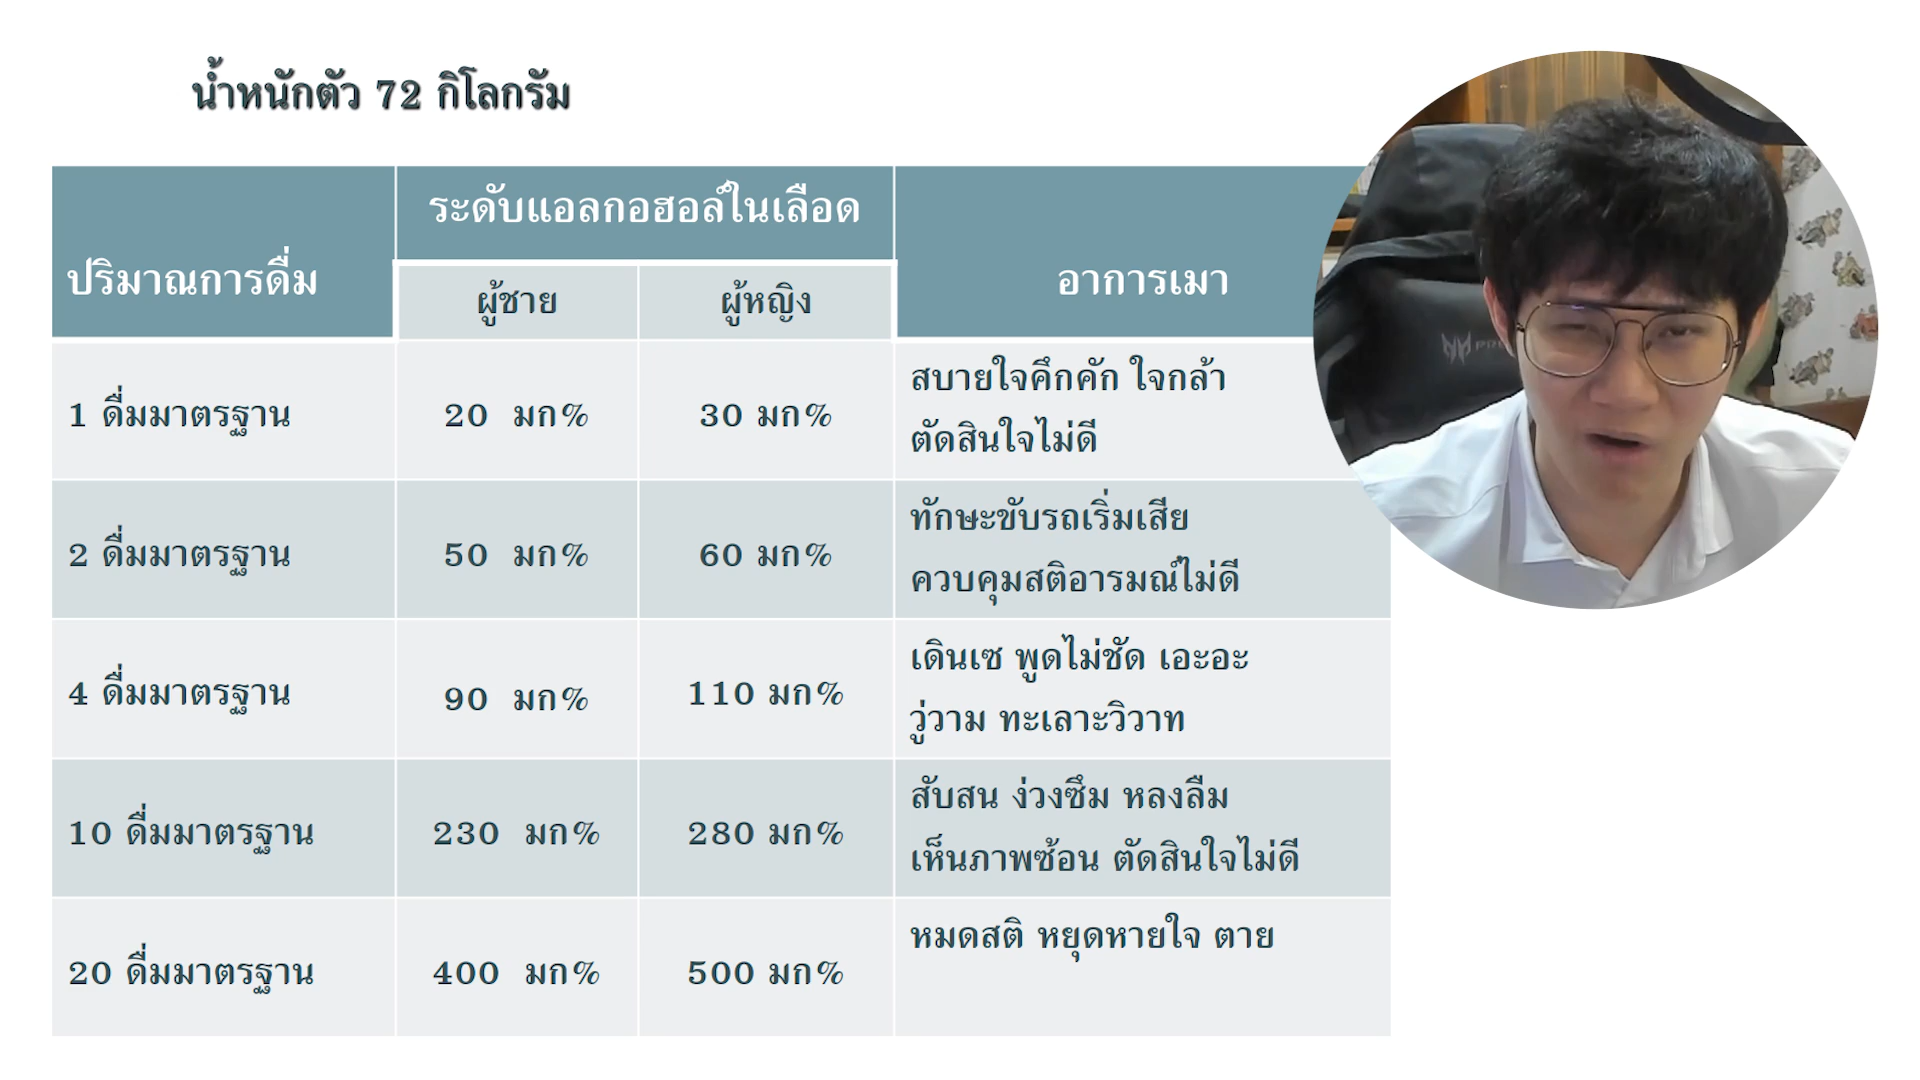 น้ำหนักตัว 72 กิโลกรัม
ปริมาณการดื่ม
ระดับแอลกอฮอล์ในเลือด
อาการเมา
ผู้ชาย
ผู้หญิง
1 ดื่มมาตรฐาน
20 มก%
30 มก%
สบายใจคึกคัก ใจกล้า
ตัดสินใจไม่ดี
2 ดื่มมาตรฐาน
50 มก%
60 มก%
ทักษะขับรถเริ่มเสีย
ควบคุมสติอารมณ์ไม่ดี
4 ดื่มมาตรฐาน
90 มก%
110 มก%
เดินเซ พูดไม่ชัด เอะอะ
วู่วาม ทะเลาะวิวาท
10 ดื่มมาตรฐาน
230 มก%
280 มก%
สับสน ง่วงซึม หลงลืม
เห็นภาพซ้อน ตัดสินใจไม่ดี
20 ดื่มมาตรฐาน
400 มก%
500 มก%
หมดสติ หยุดหายใจ ตาย